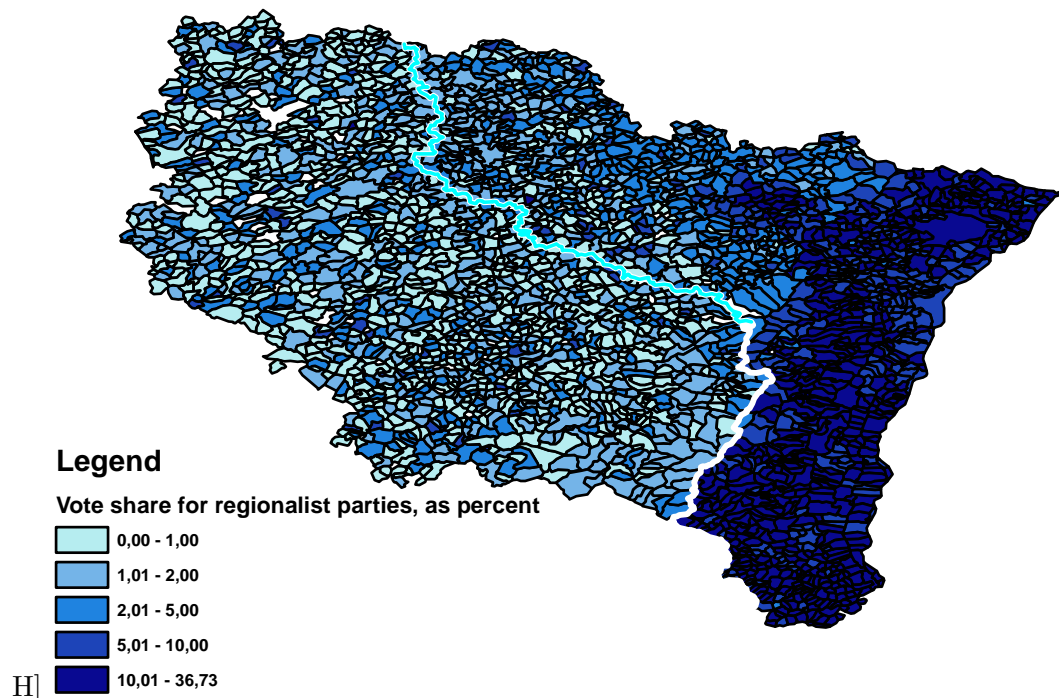 Legend
Vote share for regionalist parties, as percent
0,00 - 1,00
1,01 - 2,00
2,01 - 5,00
5,01 - 10,00
10,01 - 36,73
H]